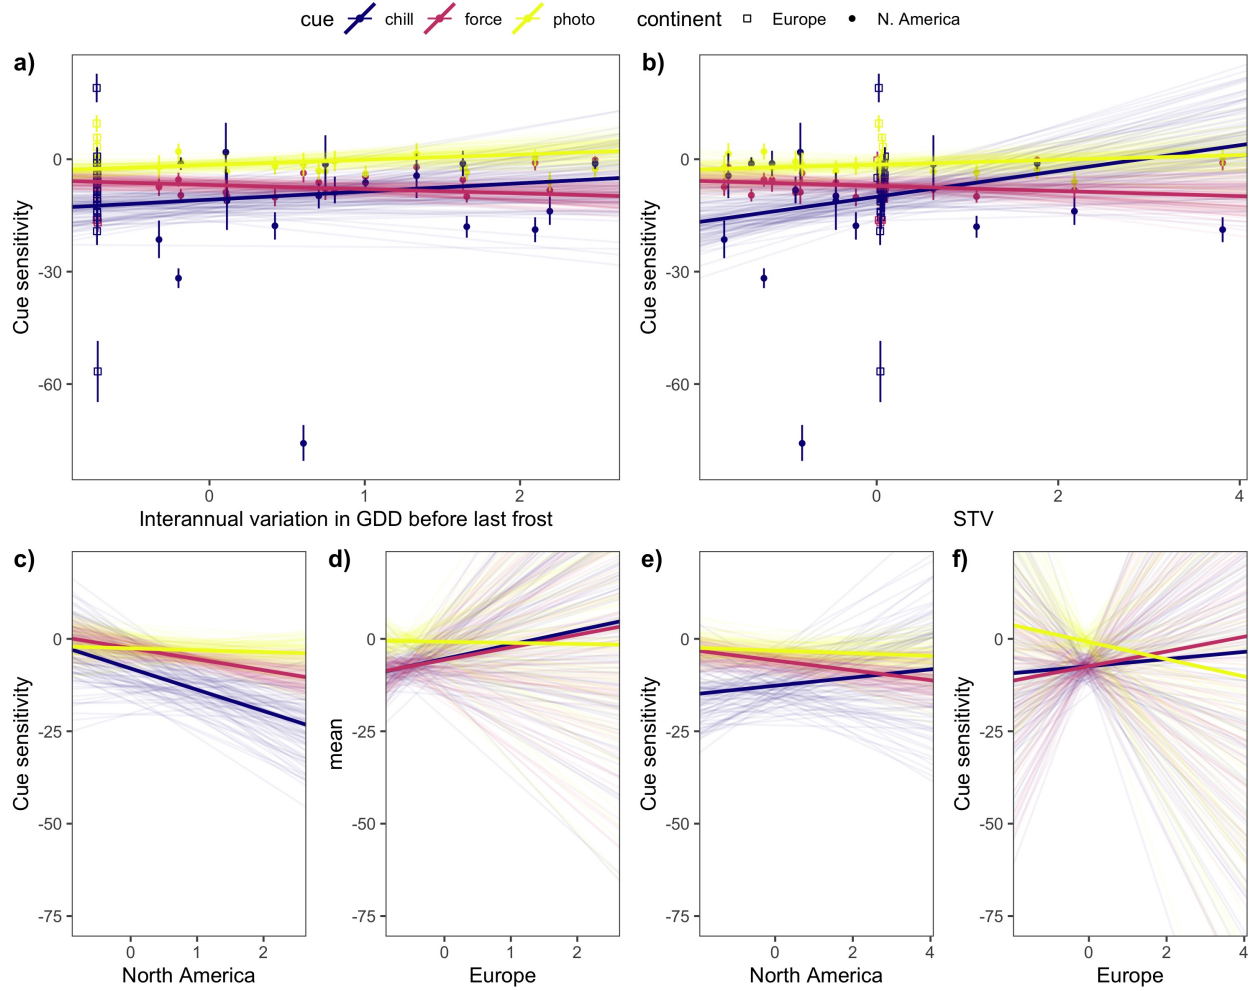 cue chill force photo continent Europe N. America
a) b)
0 0
-30 -30
-60 -60
Cue sensitivity Cue sensitivity
0 1 2 0 2 4
Interannual variation in GDD before last frost STV
c) d) e) f)
0 0 0 0
-25 -25 -25 -25
-50 -50 -50 -50
-75 -75 -75 -75
Cue sensitivity mean Cue sensitivity Cue sensitivity
0 1 2 0 1 2 0 2 4 0 2 4
North America Europe North America Europe